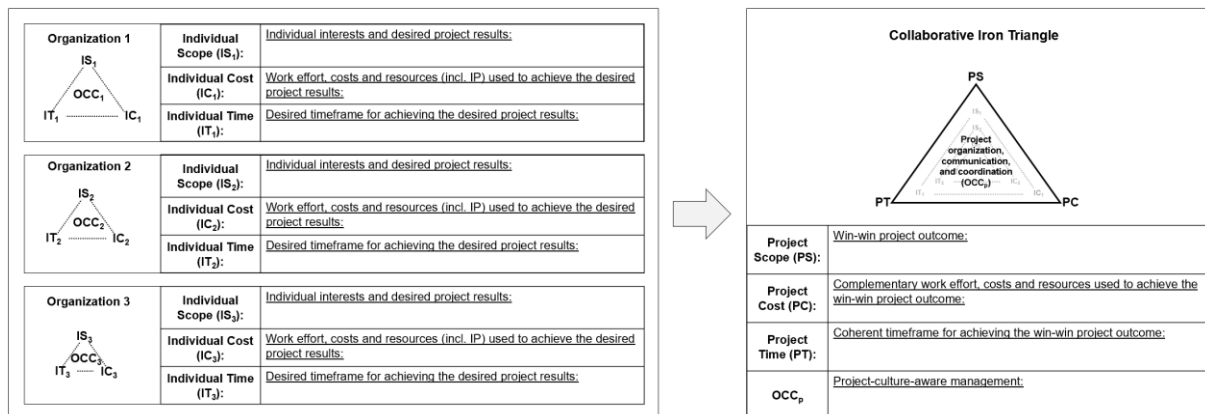 Organization 1
IS1
OCC1
IT1 IC1
Individual Scope (IS1):
Individual interests and desired project results:
Individual Cost (IC1):
Work effort, costs and resources (incl. IP) used to achieve the desired
project results:
Individual Time (IT1):
Desired timeframe for achieving the desired project results:
Organization 2
IS2
OCC2
IT2 IC2
Individual Scope (IS2):
Individual interests and desired project results:
Individual Cost (IC2):
Work effort, costs and resources (incl. IP) used to achieve the desired
project results:
Individual Time (IT2):
Desired timeframe for achieving the desired project results:
Organization 3
IS3
OCC3
IT3 IC3
Individual Scope (IS3):
Individual interests and desired project results:
Individual Cost (IC3):
Work effort, costs and resources (incl. IP) used to achieve the desired
project results:
Individual Time (IT3):
Desired timeframe for achieving the desired project results:
Collaborative Iron Triangle
PS
Project
organization,
communication,
and coordination
(OCCp)
PT PC
Project
Scope (PS):
Win-win project outcome:
Project
Cost (PC):
Complementary work effort, costs and resources used to achieve the
win-win project outcome:
Project
Time (PT):
Coherent timeframe for achieving the win-win project outcome:
OCCp
Project-culture-aware management: